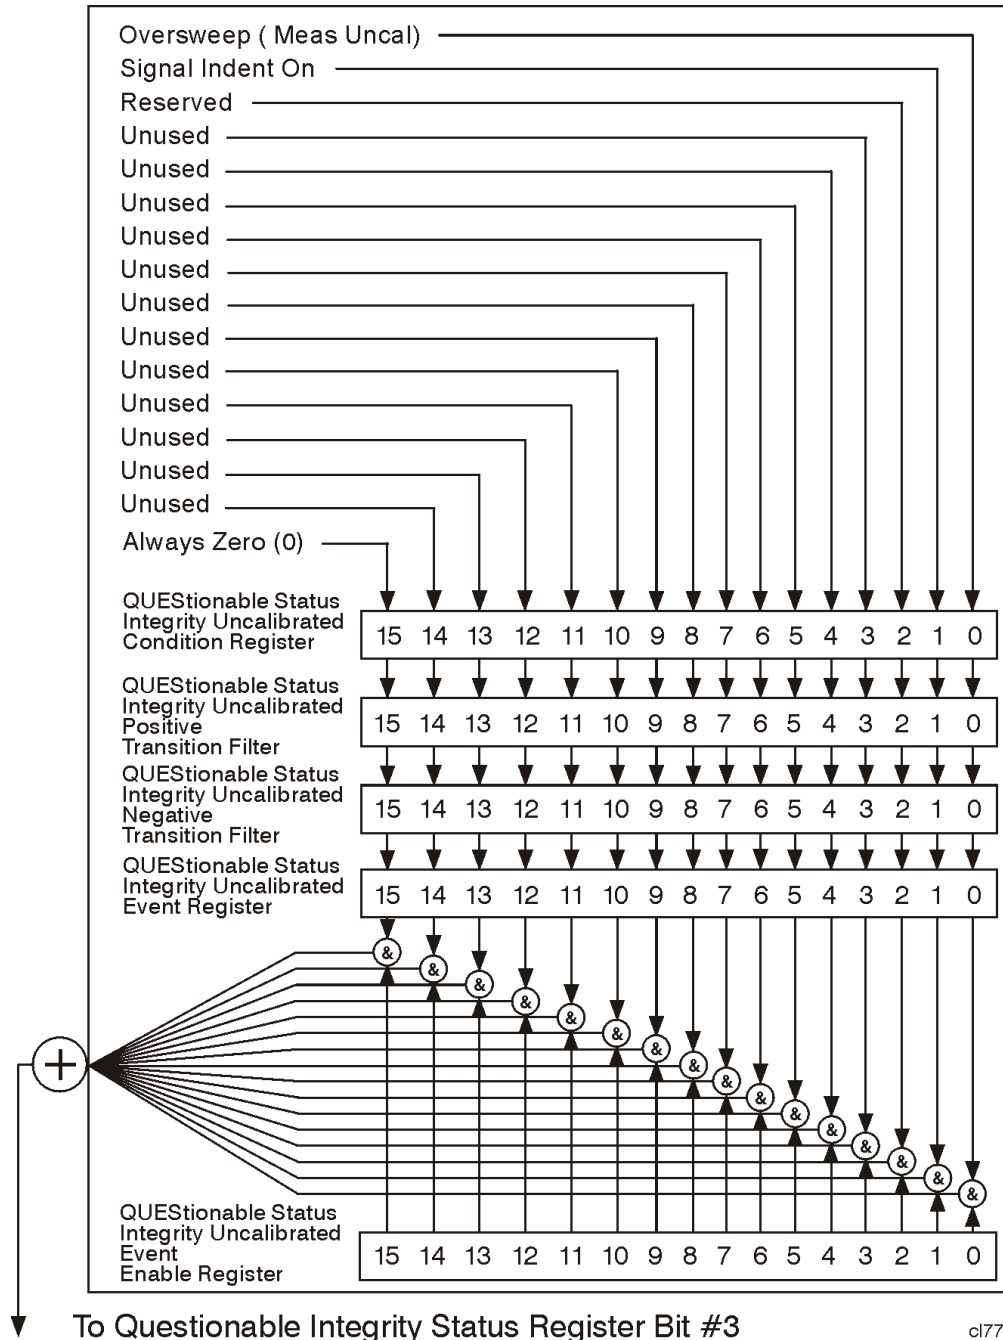 Oversweep ( Meas Uncal)
Signal Indent On
Reserved
Unused
Unused
Unused
Unused
Unused
Unused
Unused
Unused
Unused
Unused
Unused
Unused
Always Zero (0)
QUEStionable Status
Integrity Uncalibrated
Condition Register
15 14 13 12 11 10 9 8 7 6 5 4 3 2 1 0
QUEStionable Status
Integrity Uncalibrated
Positive
Transition Filter
15 14 13 12 11 10 9 8 7 6 5 4 3 2 1 0
QUEStionable Status
Integrity Uncalibrated
Negative
Transition Filter
15 14 13 12 11 10 9 8 7 6 5 4 3 2 1 0
QUEStionable Status
Integrity Uncalibrated
Event Register
15 14 13 12 11 10 9 8 7 6 5 4 3 2 1 0
& & & & & & & & & & & & & & & &
+
QUEStionable Status
Integrity Uncalibrated
Event
Enable Register
15 14 13 12 11 10 9 8 7 6 5 4 3 2 1 0
To Questionable Integrity Status Register Bit #3
cl77